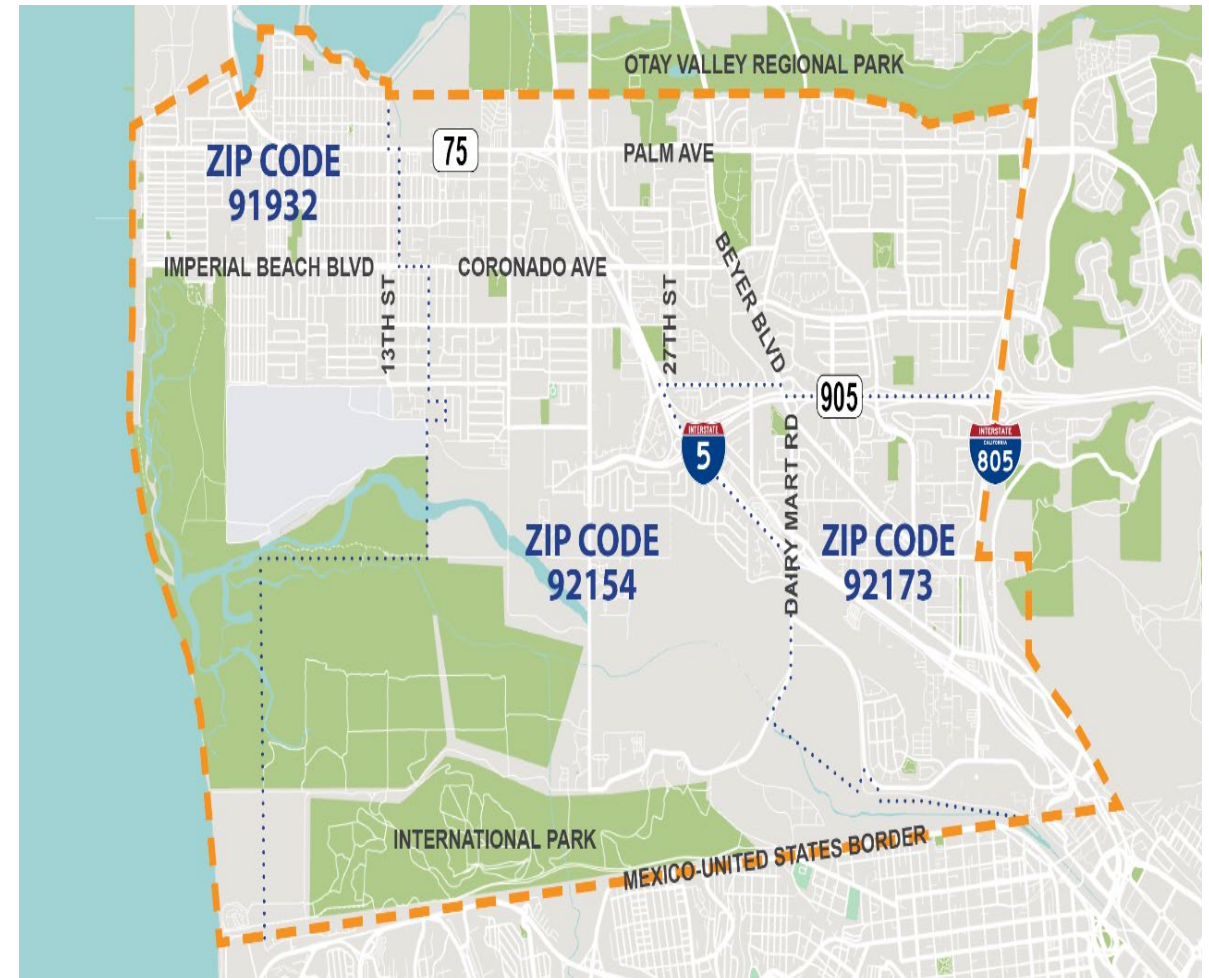 OTAY VALLEY REGIONAL PARK
ZIP CODE
91932
75
PALM AVE
IMPERIAL BEACH BLVD
CORONADO AVE
BEYER BLVD
13TH ST
27TH ST
905
INTERSTATE
5
INTERSTATE
CALIFORNIA
805
DAIRY MART RD
ZIP CODE
92154
ZIP CODE
92173
INTERNATIONAL PARK
MEXICO-UNITED STATES BORDER